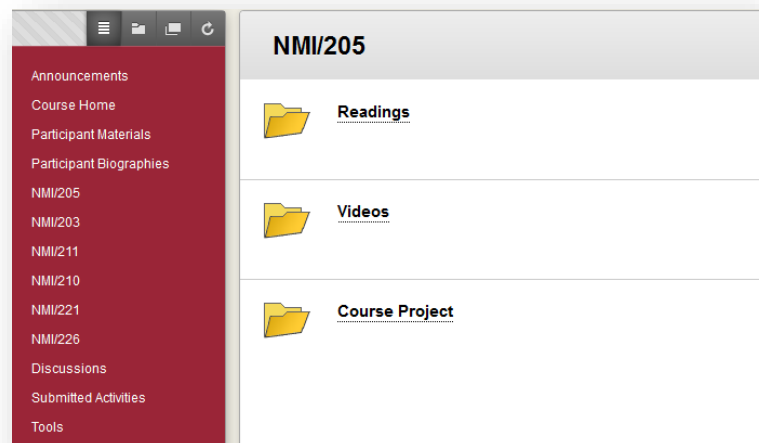 Announcements
Course Home
Participant Materials
Participant Biographies
NMI/205
NMI/203
NMI/211
NMI/210
NMI/221
NMI/226
Discussions
Submitted Activities
Tools
NMI/205
Readings
Videos
Course Project